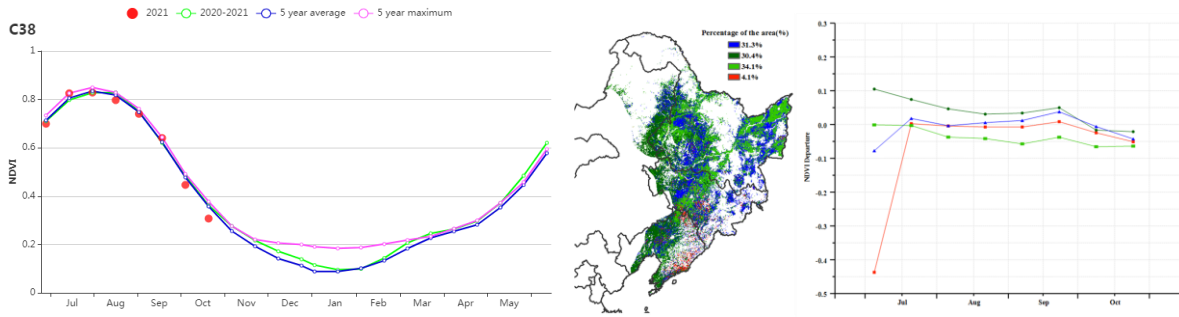 2021 2020-2021 5 year average 5 year maximum
C38
NDVI
1
0.8
0.6
0.4
0.2
0
Jul Aug Sep Oct Nov Dec Jan Feb Mar Apr May
Percentage of the area(%)
31.3%
30.4%
34.1%
4.1%
NDVI Departure
0.3
0.2
0.1
0.0
-0.1
-0.2
-0.3
-0.4
-0.5
Jul Aug Sep Oct